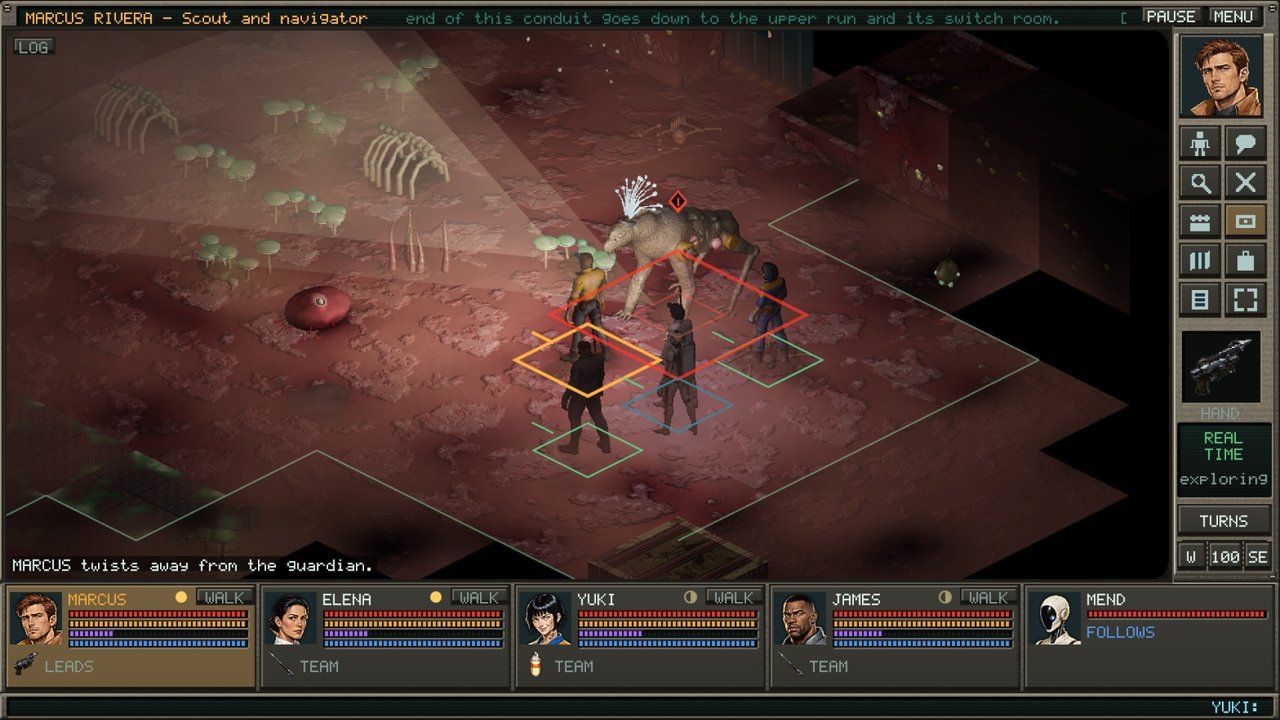 MARCUS RIVERA - Scout and navigator
end of this conduit goes down to the upper run and its switch room.
[
PAUSE
MENU
LOG
HAND
REAL
TIME
exploring
TURNS
W 100 SE
MARCUS twists away from the guardian.
MARCUS WALK
LEADS
ELENA WALK
TEAM
YUKI WALK
TEAM
JAMES WALK
TEAM
MEND
FOLLOWS
YUKI: